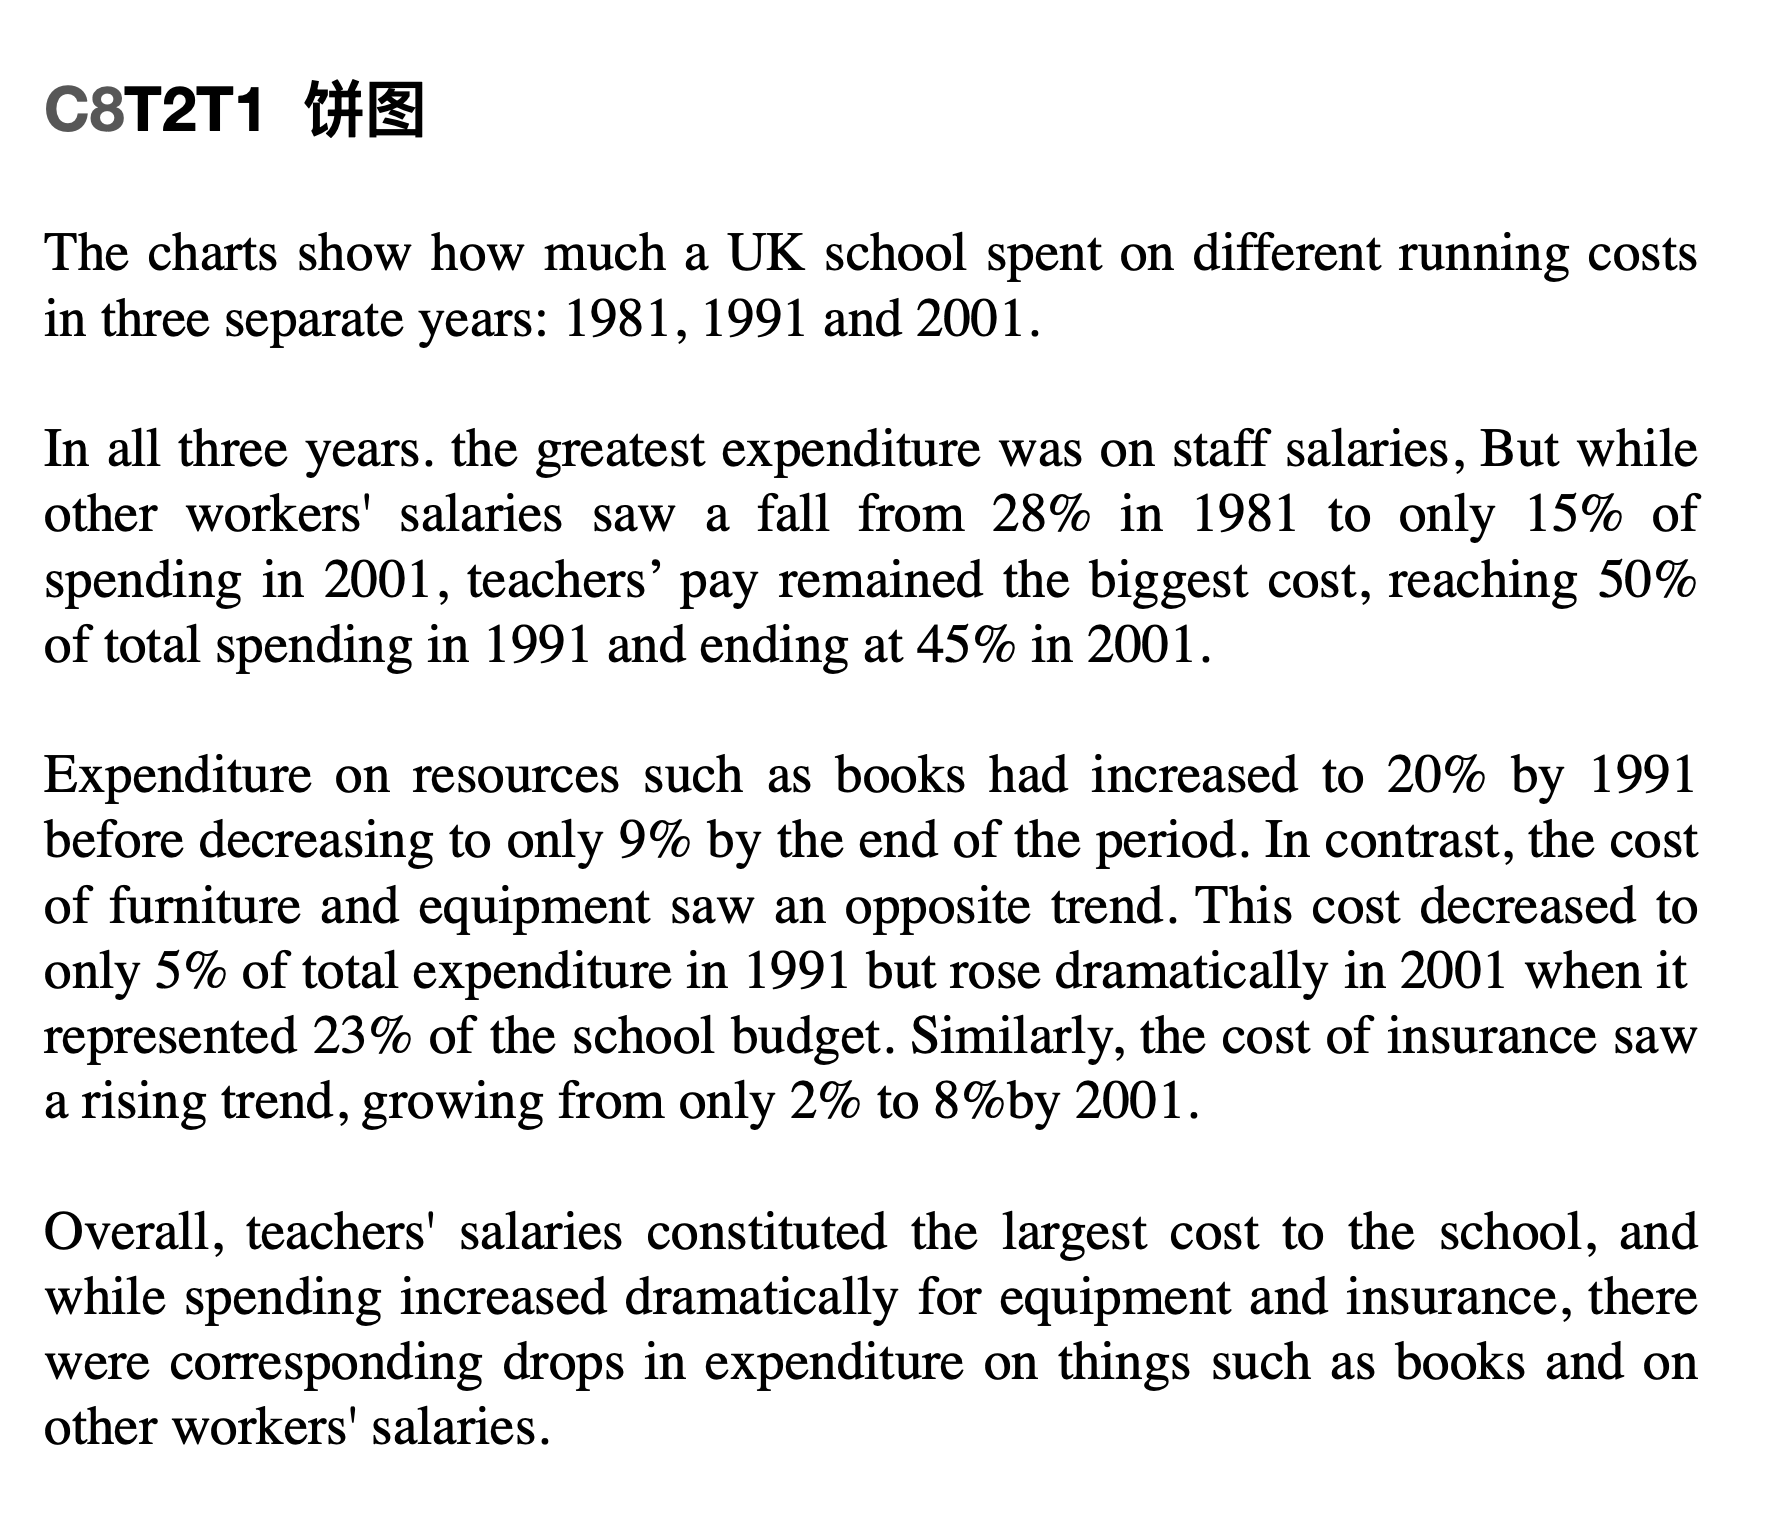 C8T2T1 饼图
The charts show how much a UK school spent on different running costs
in three separate years: 1981, 1991 and 2001.
In all three years. the greatest expenditure was on staff salaries, But while
other workers' salaries saw a fall from 28% in 1981 to only 15% of
spending in 2001, teachers’ pay remained the biggest cost, reaching 50%
of total spending in 1991 and ending at 45% in 2001.
Expenditure on resources such as books had increased to 20% by 1991
before decreasing to only 9% by the end of the period. In contrast, the cost
of furniture and equipment saw an opposite trend. This cost decreased to
only 5% of total expenditure in 1991 but rose dramatically in 2001 when it
represented 23% of the school budget. Similarly, the cost of insurance saw
a rising trend, growing from only 2% to 8%by 2001.
Overall, teachers' salaries constituted the largest cost to the school, and
while spending increased dramatically for equipment and insurance, there
were corresponding drops in expenditure on things such as books and on
other workers' salaries.